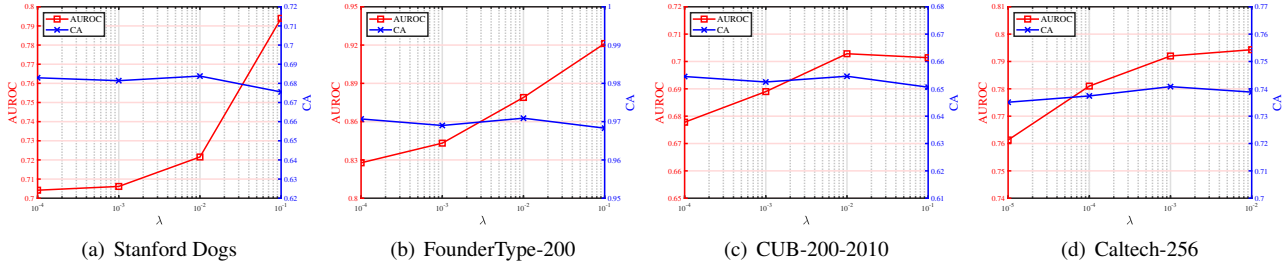 0.8 0.72 0.95 1 0.71 0.68 0.81 0.77
0.79 0.71
0.78 0.7
0.77 0.69
0.76 0.68
0.75 0.67
0.74 0.66
0.73 0.65
0.72 0.64
0.71 0.63
0.7 0.62
AUROC
CA
AUROC
CA
10^-4 10^-3 10^-2 10^-1
λ
(a) Stanford Dogs
0.92 0.99
0.89 0.98
0.86 0.97
0.83 0.96
0.8 0.95
AUROC
CA
AUROC
CA
10^-4 10^-3 10^-2 10^-1
λ
(b) FounderType-200
0.7 0.67
0.69 0.66
0.68 0.65
0.67 0.64
0.66 0.63
0.65 0.61
AUROC
CA
AUROC
CA
10^-4 10^-3 10^-2 10^-1
λ
(c) CUB-200-2010
0.8 0.76
0.79 0.75
0.78 0.74
0.77 0.73
0.76 0.72
0.75 0.71
0.74 0.7
AUROC
CA
AUROC
CA
10^-5 10^-4 10^-3 10^-2
λ
(d) Caltech-256